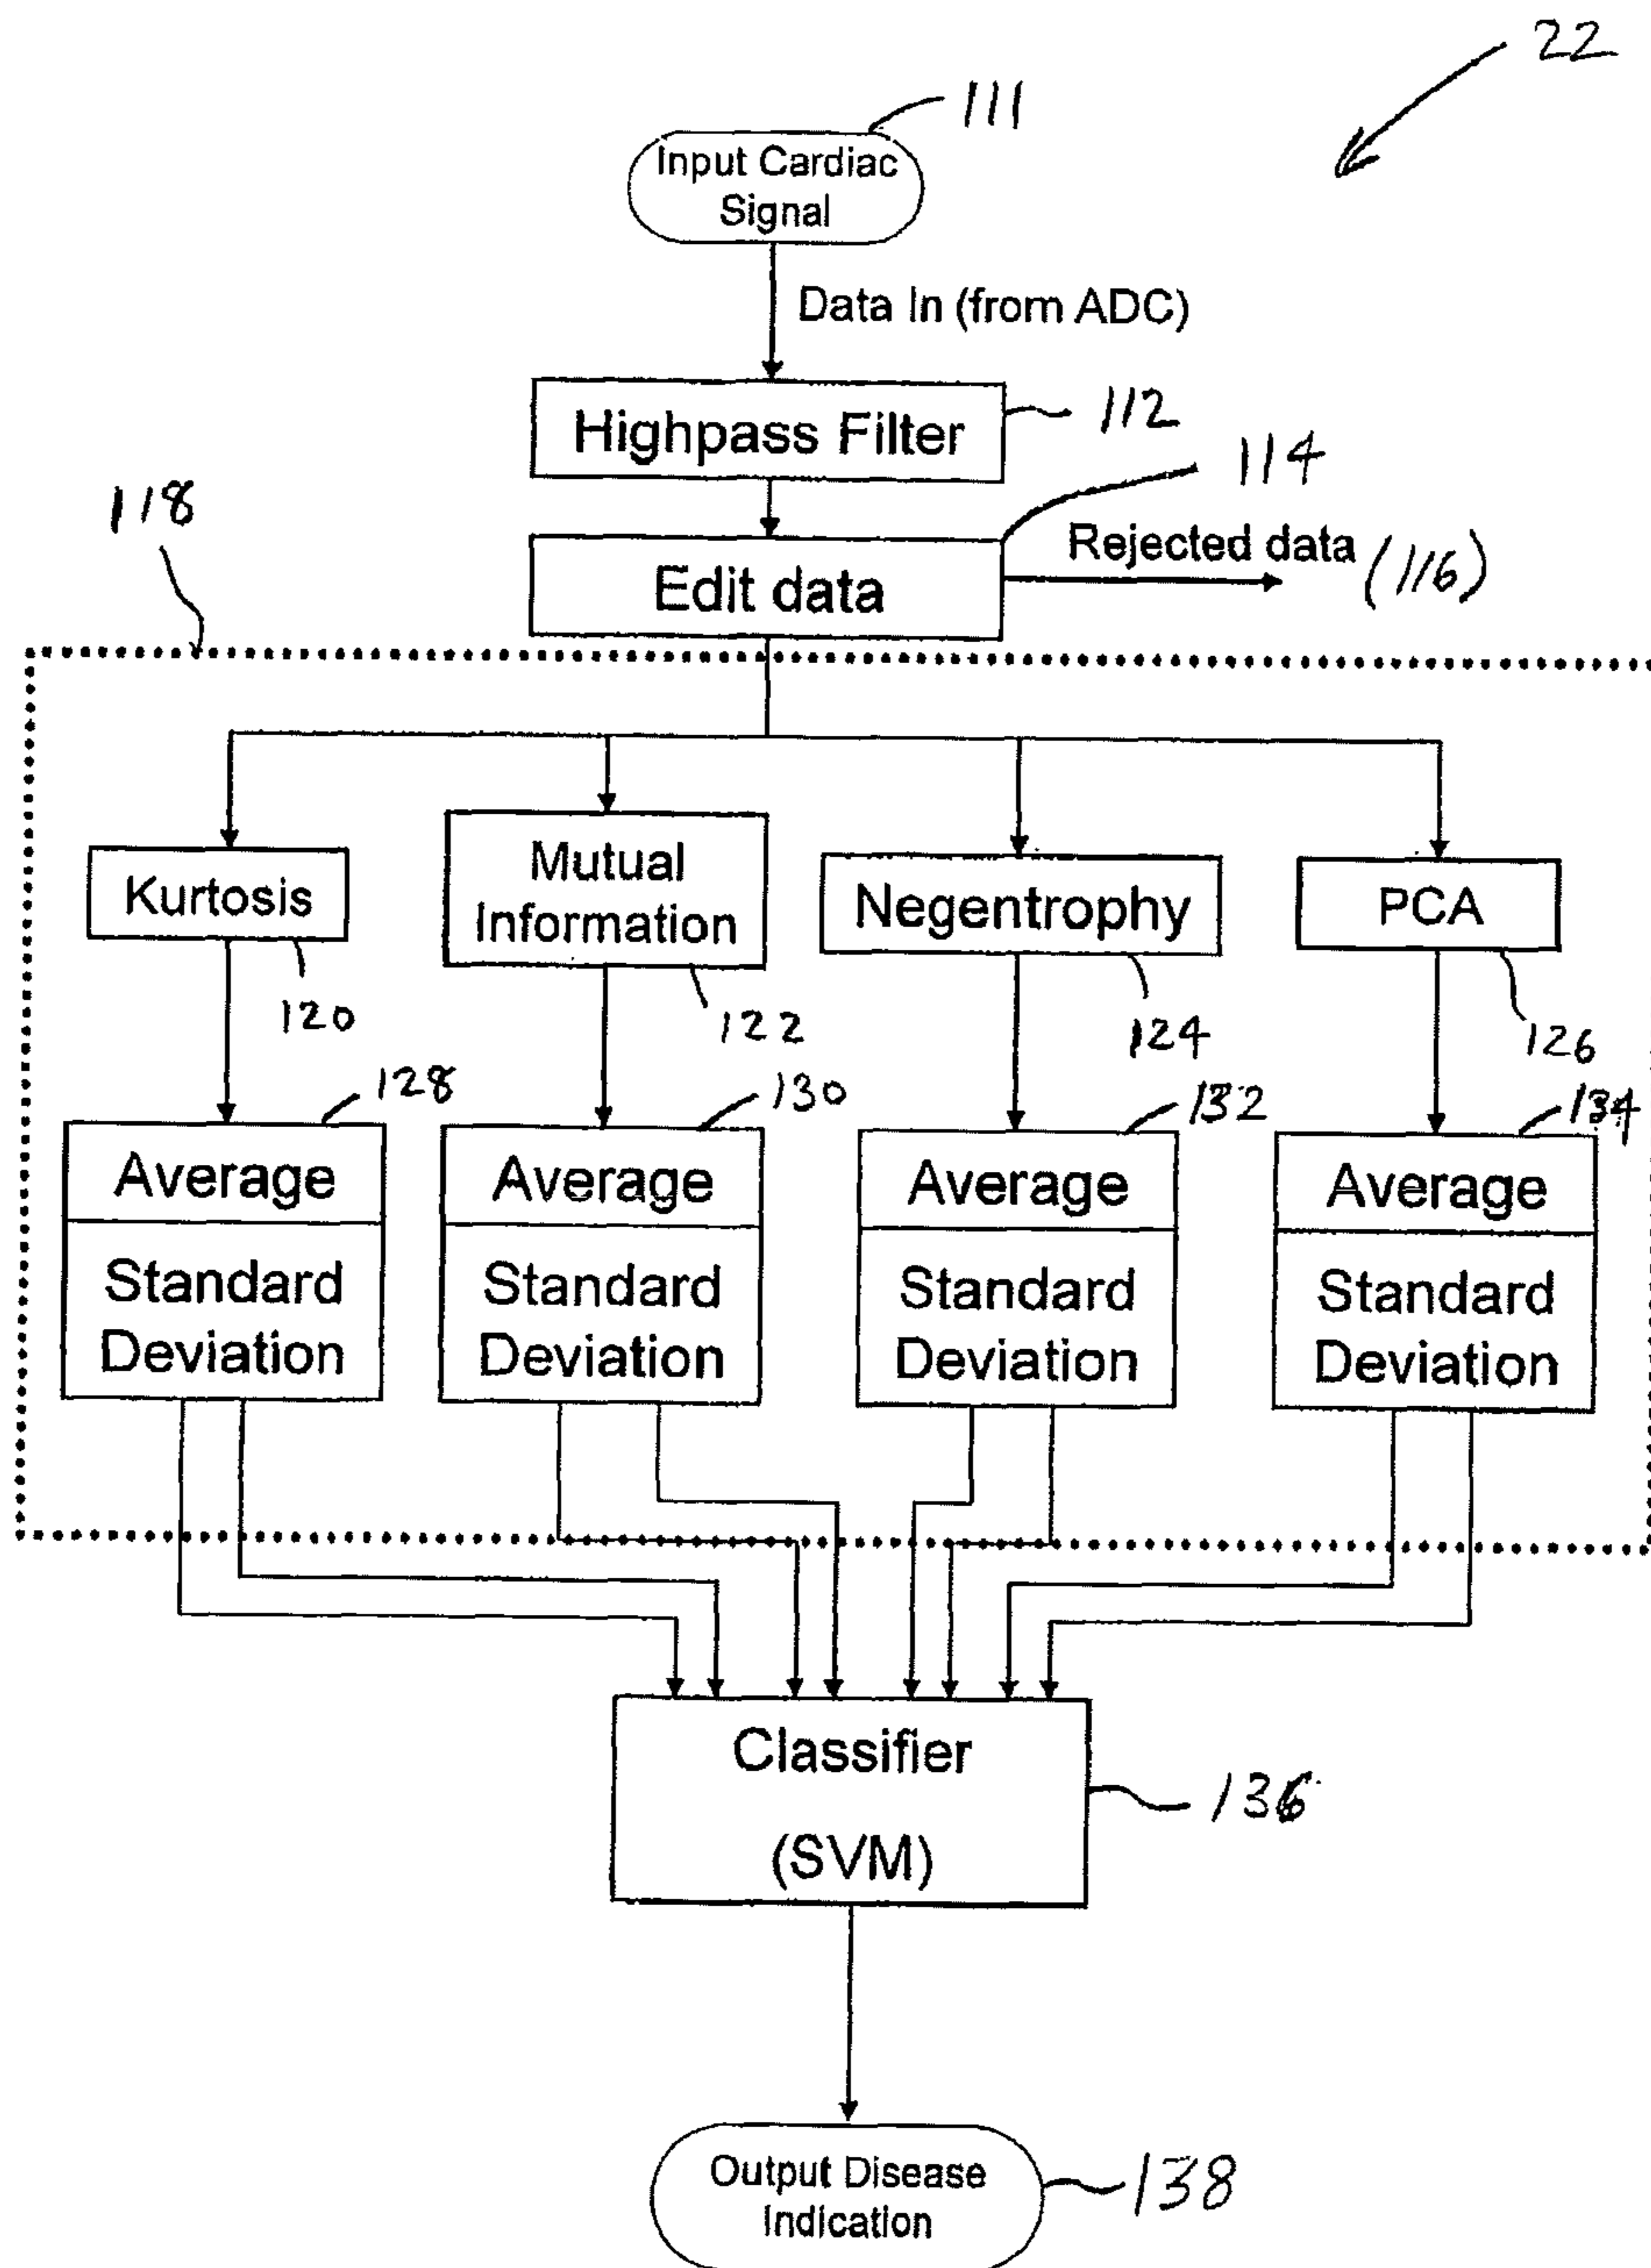 22
111
Input Cardiac
Signal
Data In (from ADC)
Highpass Filter
112
114
118
Edit data
Rejected data (116)
Kurtosis
Mutual
Information
Negentrophy
PCA
120
122
124
126
128
130
132
134
Average
Standard
Deviation
Average
Standard
Deviation
Average
Standard
Deviation
Average
Standard
Deviation
Classifier
(SVM)
136
Output Disease
Indication
138